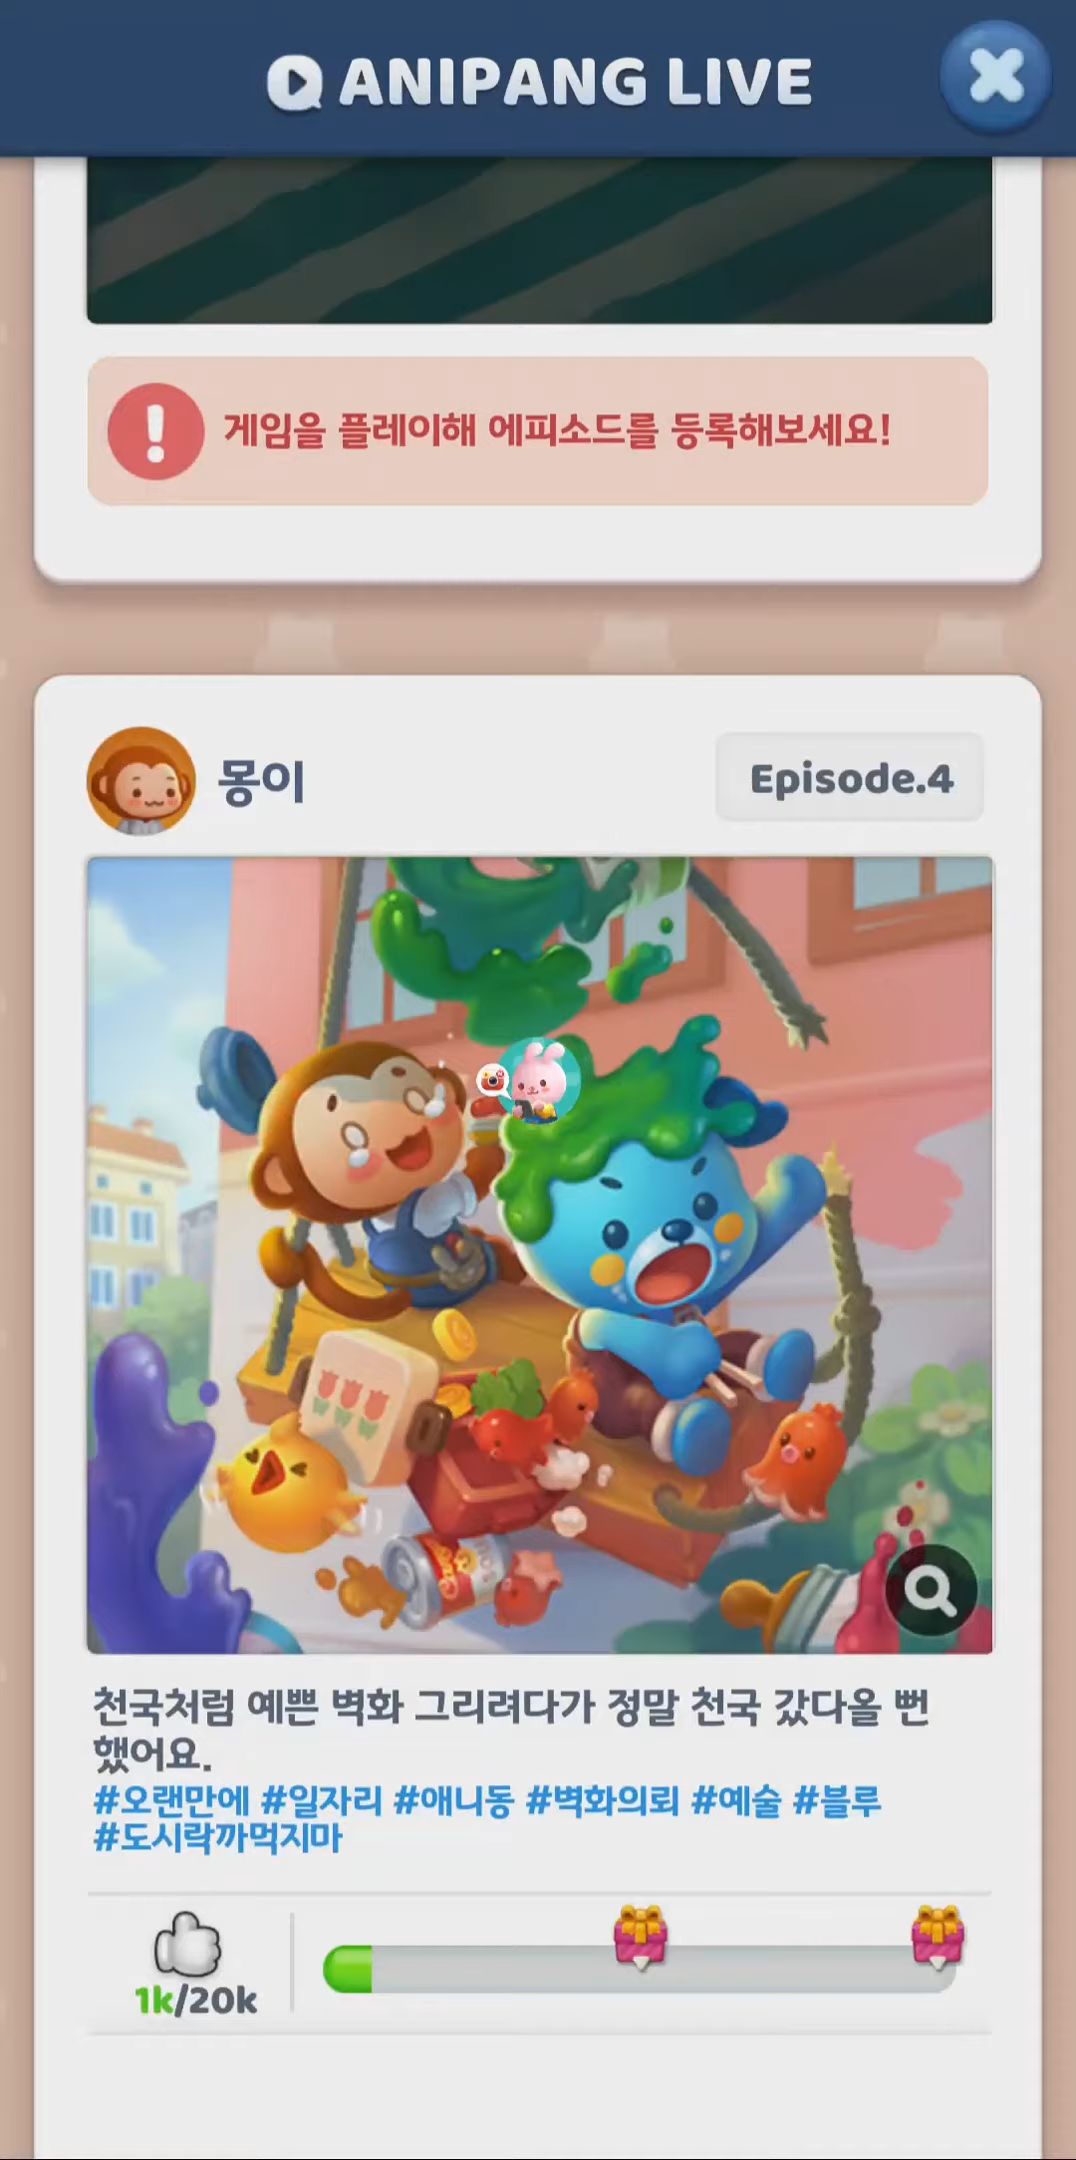 ANIPANG LIVE
게임을 플레이해 에피소드를 등록해보세요!
몽이
Episode.4
천국처럼 예쁜 벽화 그리려다가 정말 천국 갔다올 뻔
했어요.
#오랜만에 #일자리 #애니동 #벽화의뢰 #예술 #블루
#도시락까먹지마
1k/20k